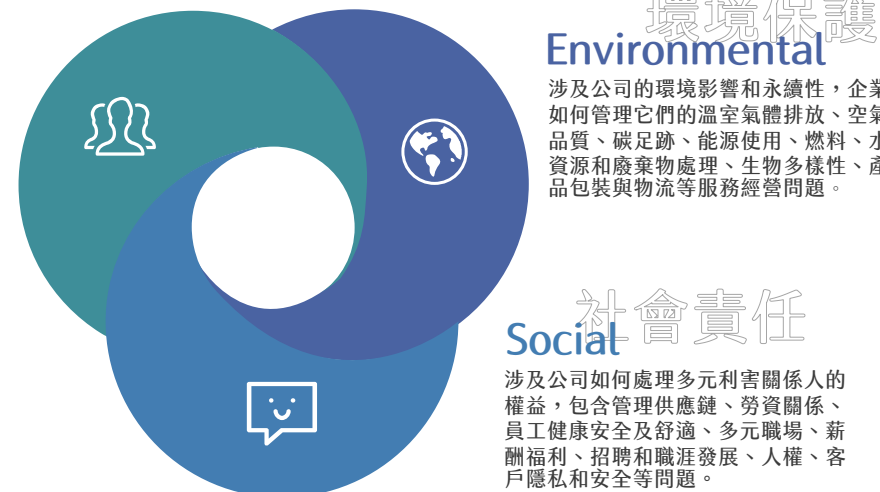 環境保護
Environmental
涉及公司的環境影響和永續性，企業
如何管理它們的溫室氣體排放、空氣
品質、碳足跡、能源使用、燃料、水
資源和廢棄物處理、生物多樣性、產
品包裝與物流等服務經營問題。
社會責任
Social
涉及公司如何處理多元利害關係人的
權益，包含管理供應鏈、勞資關係、
員工健康安全及舒適、多元職場、薪
酬福利、招聘和職涯發展、人權、客
戶隱私和安全等問題。